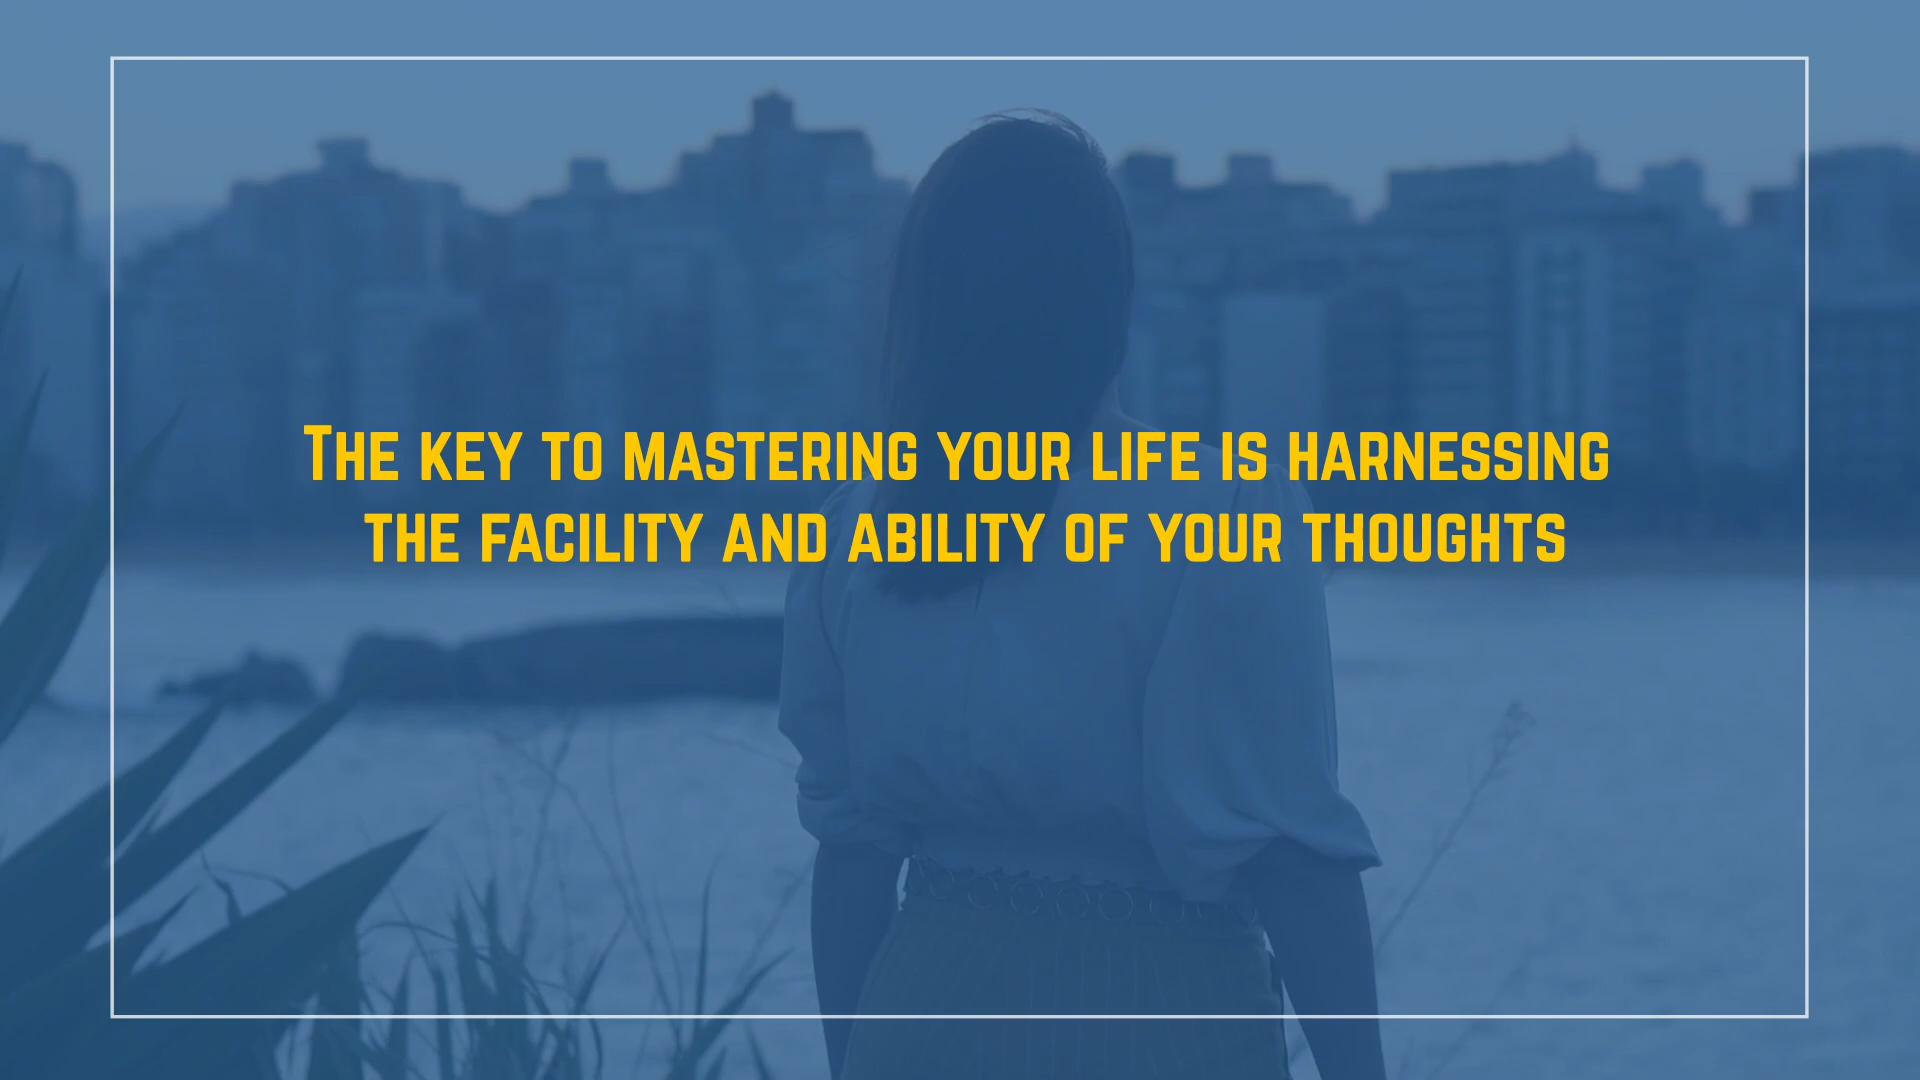 The key to mastering your life is harnessing
the facility and ability of your thoughts